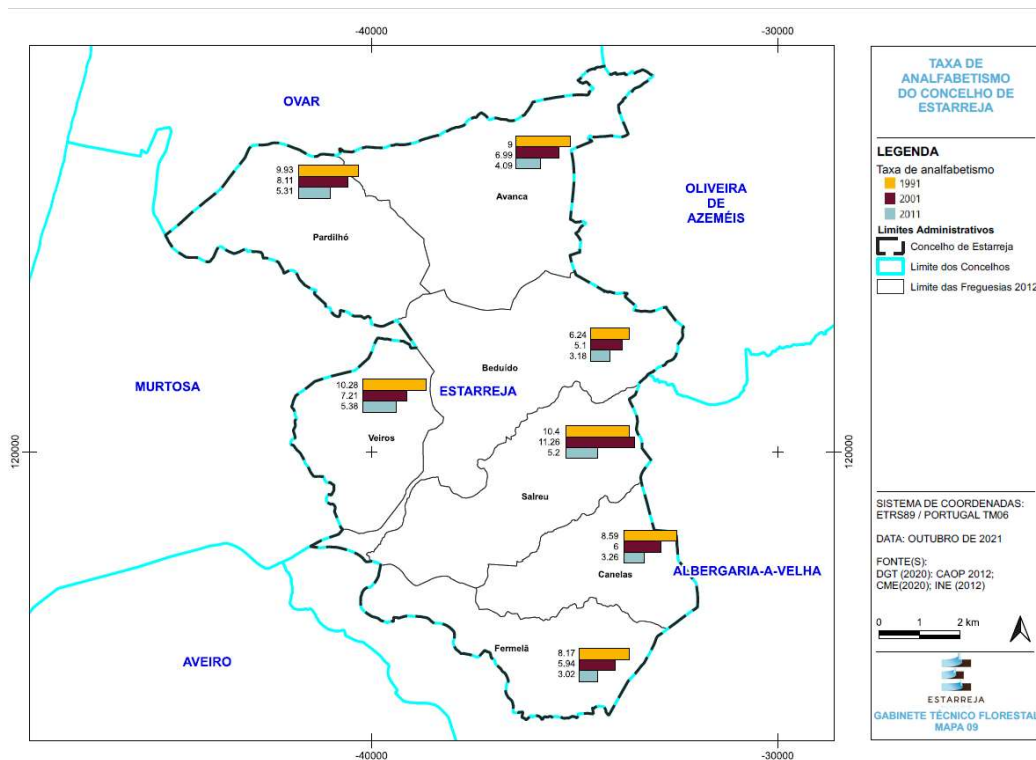 -40000
-30000
OVAR
9.93
8.11
5.31
Pardilhó
9
6.99
4.09
Avanca
OLIVEIRA
DE
AZEMÉIS
6.24
5.1
3.18
Beduído
MURTOSA
ESTARREJA
10.28
7.21
5.38
Veiros
10.4
11.26
5.2
Salreu
120000
120000
8.59
6
3.26
Canelas
ALBERGARIA-A-VELHA
AVEIRO
Fermelã
8.17
5.94
3.02
-40000
-30000
TAXA DE
ANALFABETISMO
DO CONCELHO DE
ESTARREJA
LEGENDA
Taxa de analfabetismo
1991
2001
2011
Limites Administrativos
Concelho de Estarreja
Limite dos Concelhos
Limite das Freguesias 2012
SISTEMA DE COORDENADAS:
ETRS89 / PORTUGAL TM06
DATA: OUTUBRO DE 2021
FONTE(S):
DGT (2020): CAOP 2012;
CME(2020); INE (2012)
0 1 2 km
ESTARREJA
GABINETE TÉCNICO FLORESTAL
MAPA 09